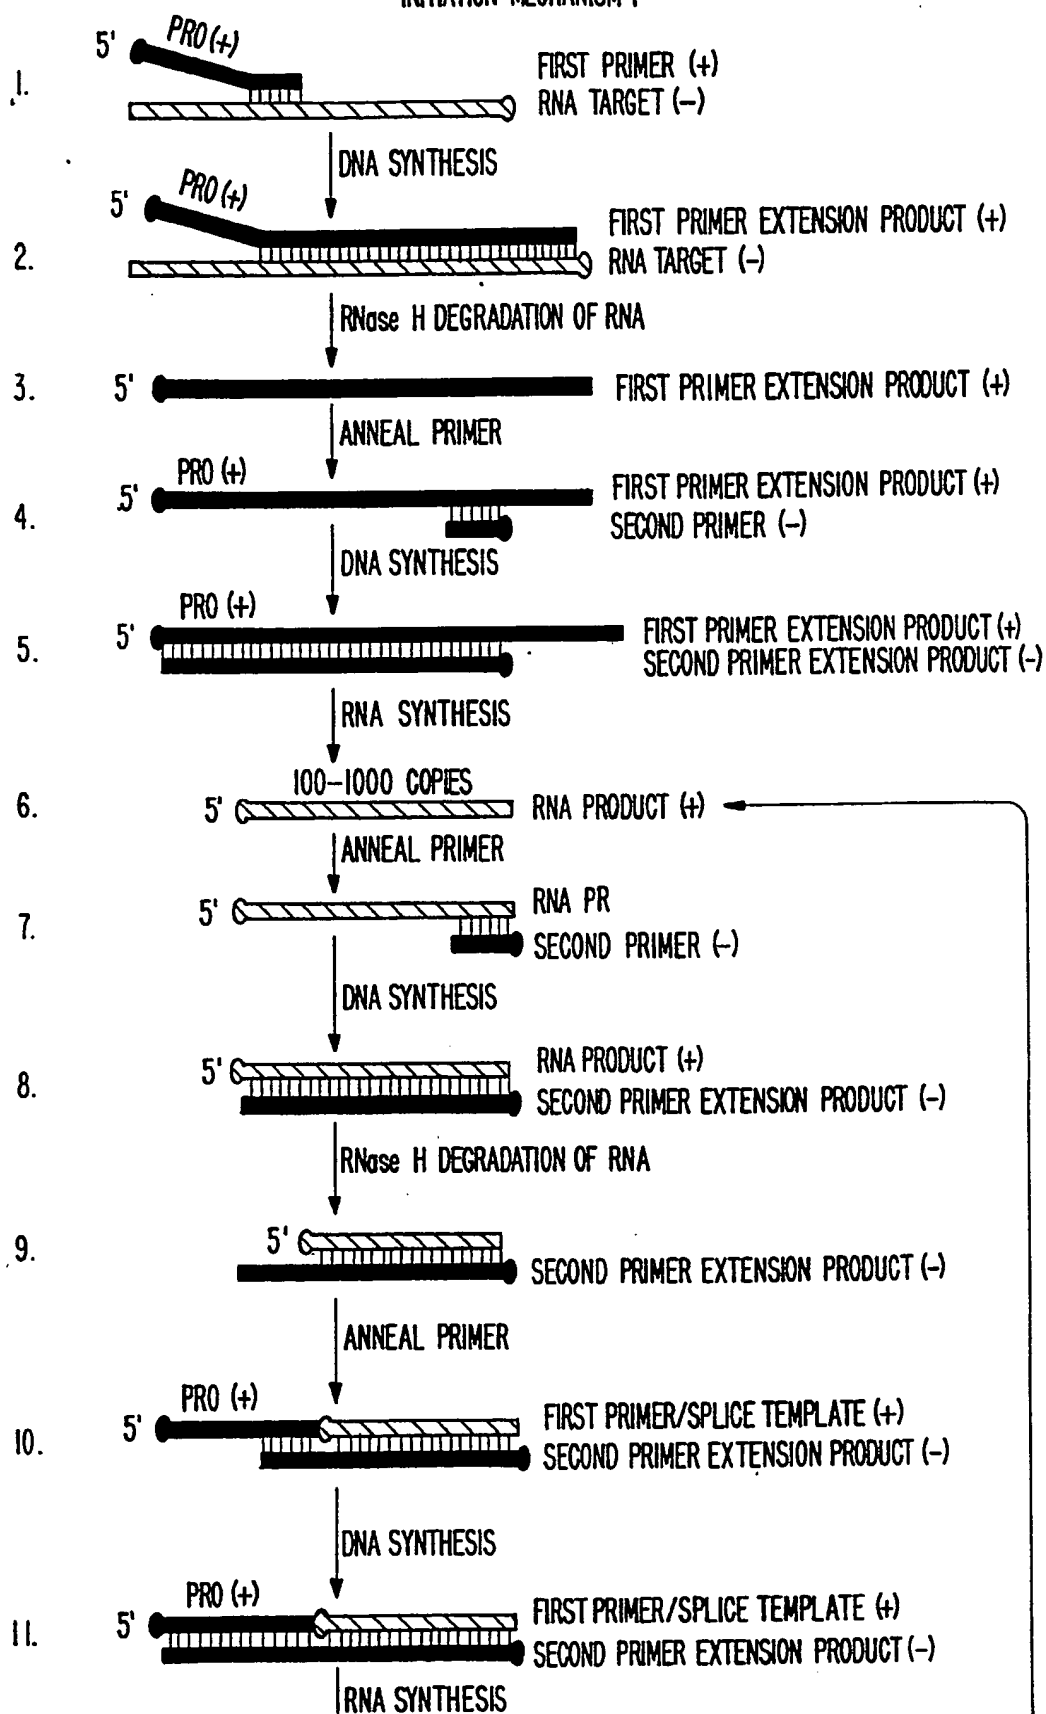 INITIATION MECHANISM I
1.
5'
PRO (+)
FIRST PRIMER (+)
RNA TARGET (-)
DNA SYNTHESIS
2.
5'
PRO (+)
FIRST PRIMER EXTENSION PRODUCT (+)
RNA TARGET (-)
RNase H DEGRADATION OF RNA
3.
5'
FIRST PRIMER EXTENSION PRODUCT (+)
ANNEAL PRIMER
4.
5'
PRO (+)
FIRST PRIMER EXTENSION PRODUCT (+)
SECOND PRIMER (-)
DNA SYNTHESIS
5.
5'
PRO (+)
FIRST PRIMER EXTENSION PRODUCT (+)
SECOND PRIMER EXTENSION PRODUCT (-)
RNA SYNTHESIS
100-1000 COPIES
6.
5'
RNA PRODUCT (+)
ANNEAL PRIMER
7.
5'
RNA PR
SECOND PRIMER (-)
DNA SYNTHESIS
8.
5'
RNA PRODUCT (+)
SECOND PRIMER EXTENSION PRODUCT (-)
RNase H DEGRADATION OF RNA
9.
5'
SECOND PRIMER EXTENSION PRODUCT (-)
ANNEAL PRIMER
10.
5'
PRO (+)
FIRST PRIMER/SPLICE TEMPLATE (+)
SECOND PRIMER EXTENSION PRODUCT (-)
DNA SYNTHESIS
11.
5'
PRO (+)
FIRST PRIMER/SPLICE TEMPLATE (+)
SECOND PRIMER EXTENSION PRODUCT (-)
RNA SYNTHESIS